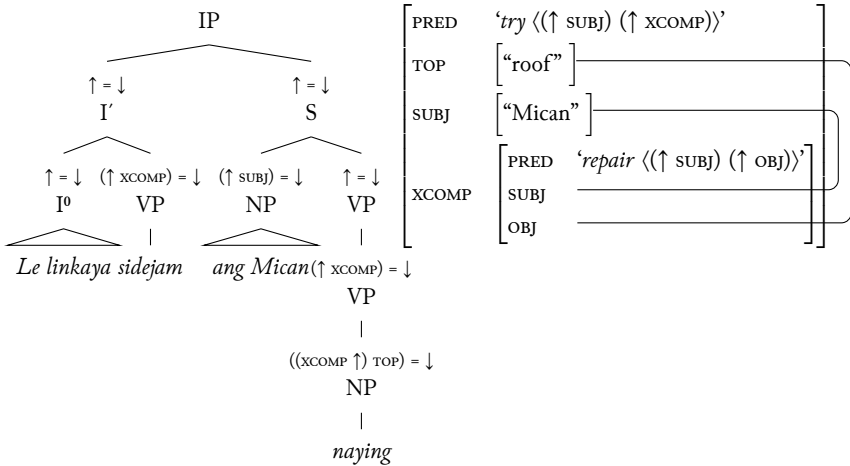 IP
↑ = ↓ ↑ = ↓
I′ S
↑ = ↓ (↑ XCOMP) = ↓ (↑ SUBJ) = ↓ ↑ = ↓
I⁰ VP NP VP
Le linkaya sidejam ang Mican (↑ XCOMP) = ↓
VP
((XCOMP ↑) TOP) = ↓
NP
naying
PRED ‘try ⟨(↑ SUBJ) (↑ XCOMP)⟩’
TOP [“roof”]
SUBJ [“Mican”]
XCOMP
PRED ‘repair ⟨(↑ SUBJ) (↑ OBJ)⟩’
SUBJ
OBJ